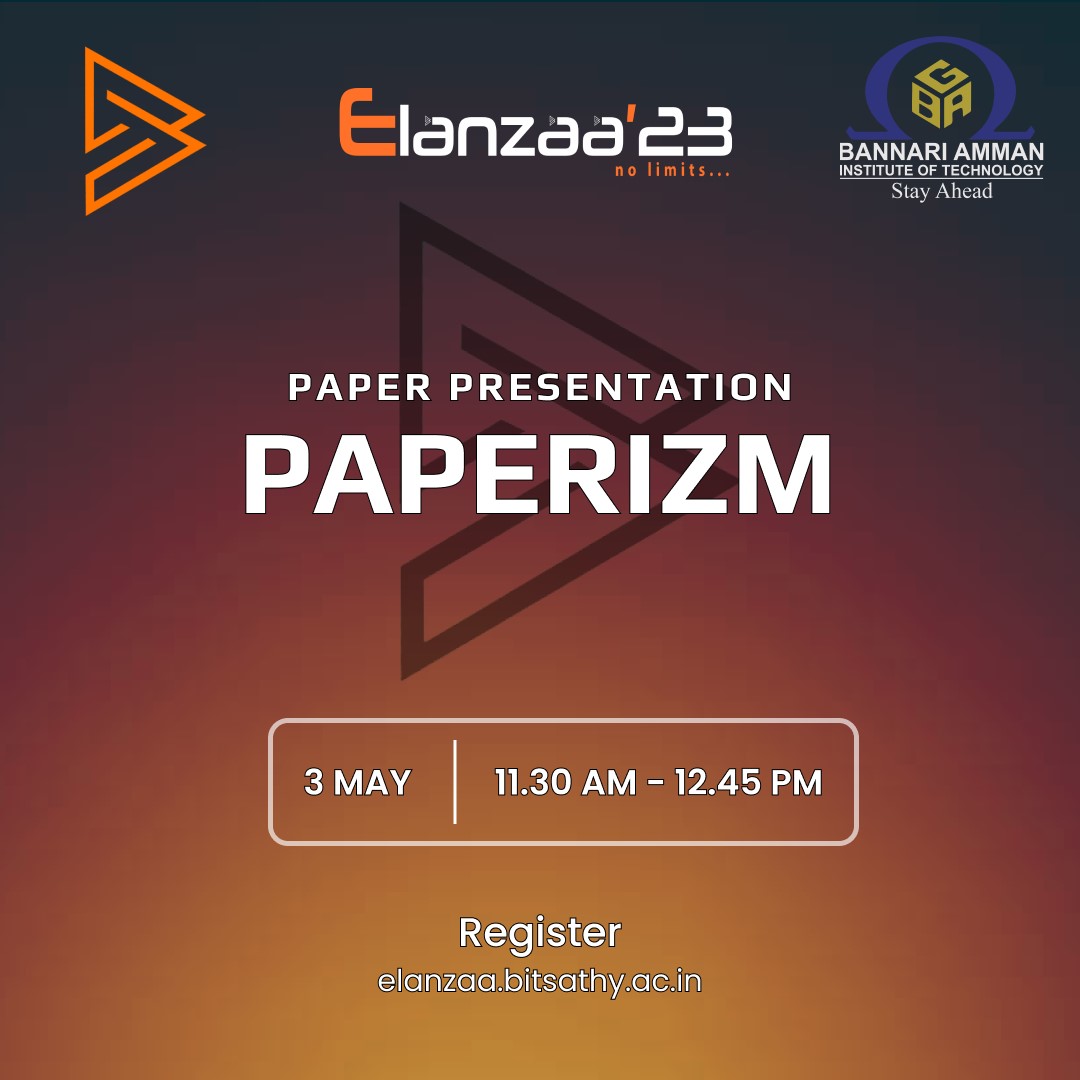 Elanzaa'23
no limits...
GBA
BANNARI AMMAN
INSTITUTE OF TECHNOLOGY
Stay Ahead
PAPER PRESENTATION
PAPERIZM
3 MAY
11.30 AM - 12.45 PM
Register
elanzaa.bitsathy.ac.in